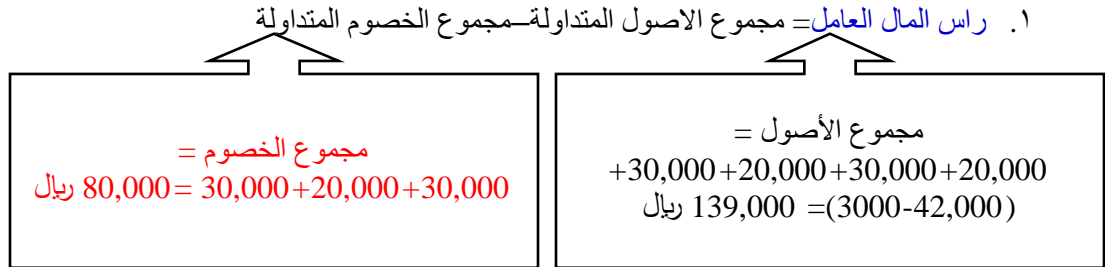 ١. راس المال العامل= مجموع الاصول المتداولة–مجموع الخصوم المتداولة
مجموع الأصول =
20,000+30,000+20,000+30,000+
(42,000-3000)= 139,000 ريال
مجموع الخصوم =
30,000+20,000+30,000 = 80,000 ريال